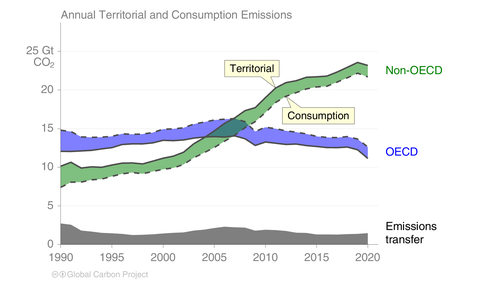 Annual Territorial and Consumption Emissions
25 Gt
CO₂
20
15
10
5
0
Territorial
Consumption
Non-OECD
OECD
Emissions
transfer
1990
1995
2000
2005
2010
2015
2020
Global Carbon Project